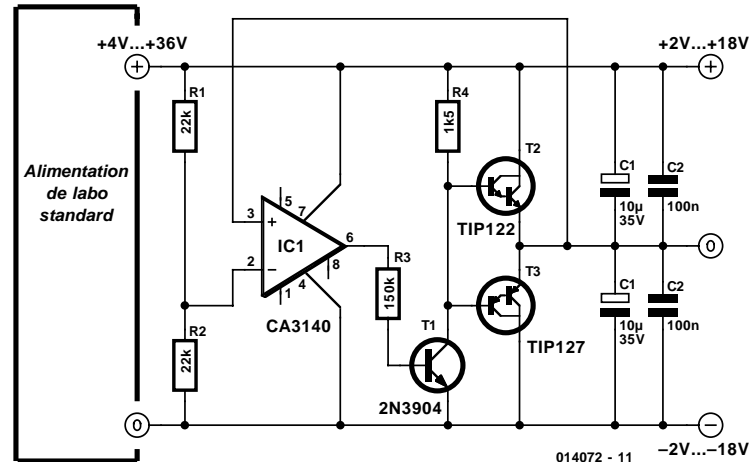 +4V...+36V
+2V...+18V
+
+
R1
22k
R4
1k5
T2
C1
C2
Alimentation
de labo
standard
5
7
3
+
IC1
6
2
−
8
1
4
TIP122
10µ
35V
100n
0
R3
150k
T3
CA3140
T1
TIP127
C1
10µ
35V
C2
100n
R2
22k
2N3904
0
−
014072 - 11
−2V...−18V